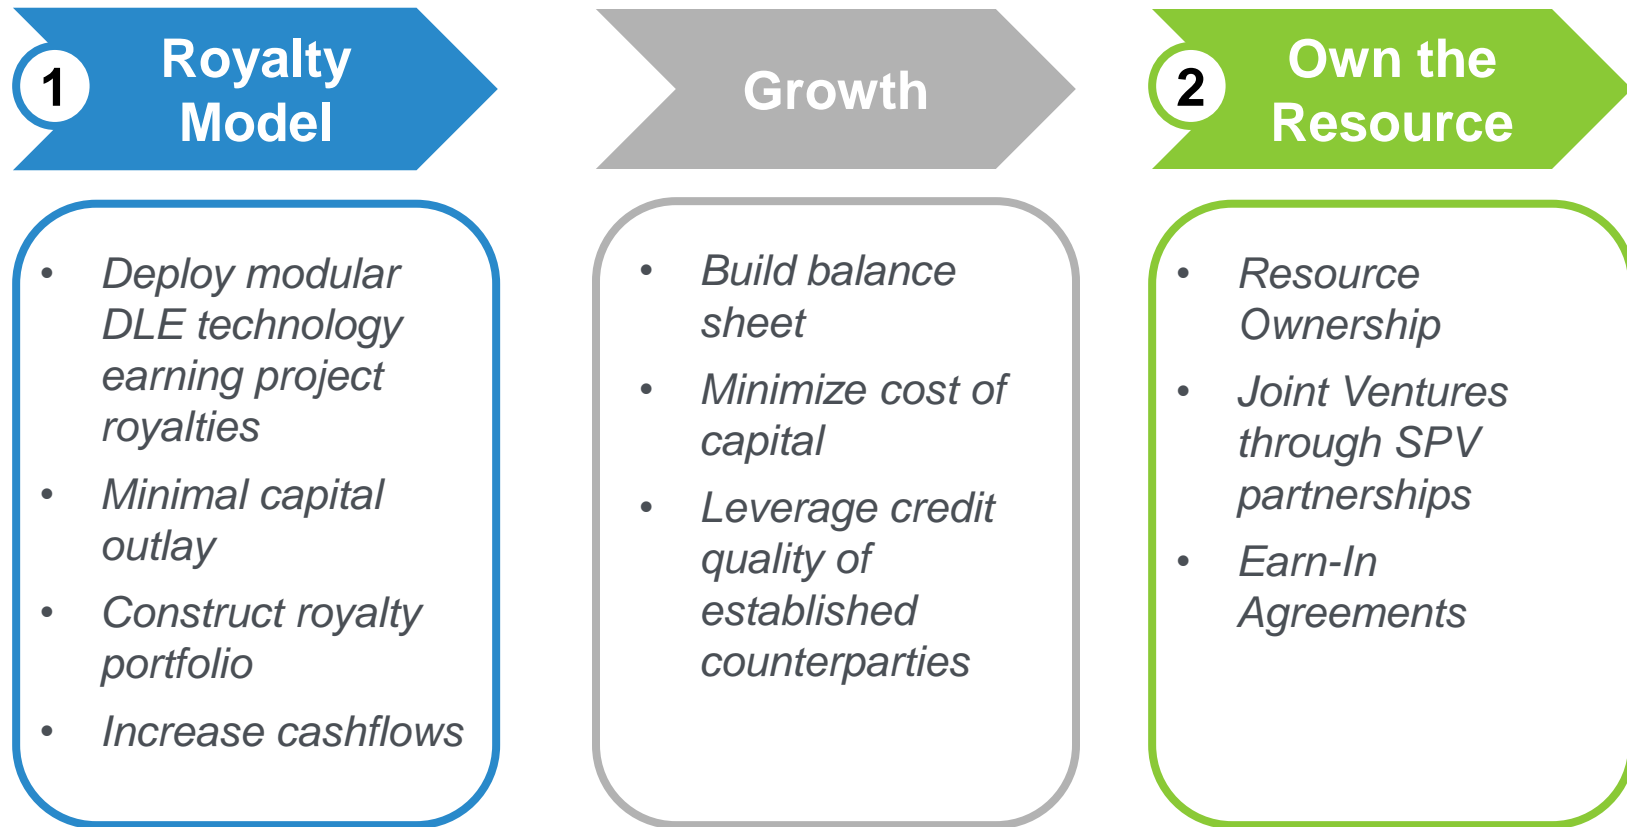 1
Royalty
Model
• Deploy modular
DLE technology
earning project
royalties
• Minimal capital
outlay
• Construct royalty
portfolio
• Increase cashflows
Growth
• Build balance
sheet
• Minimize cost of
capital
• Leverage credit
quality of
established
counterparties
2
Own the
Resource
• Resource
Ownership
• Joint Ventures
through SPV
partnerships
• Earn-In
Agreements